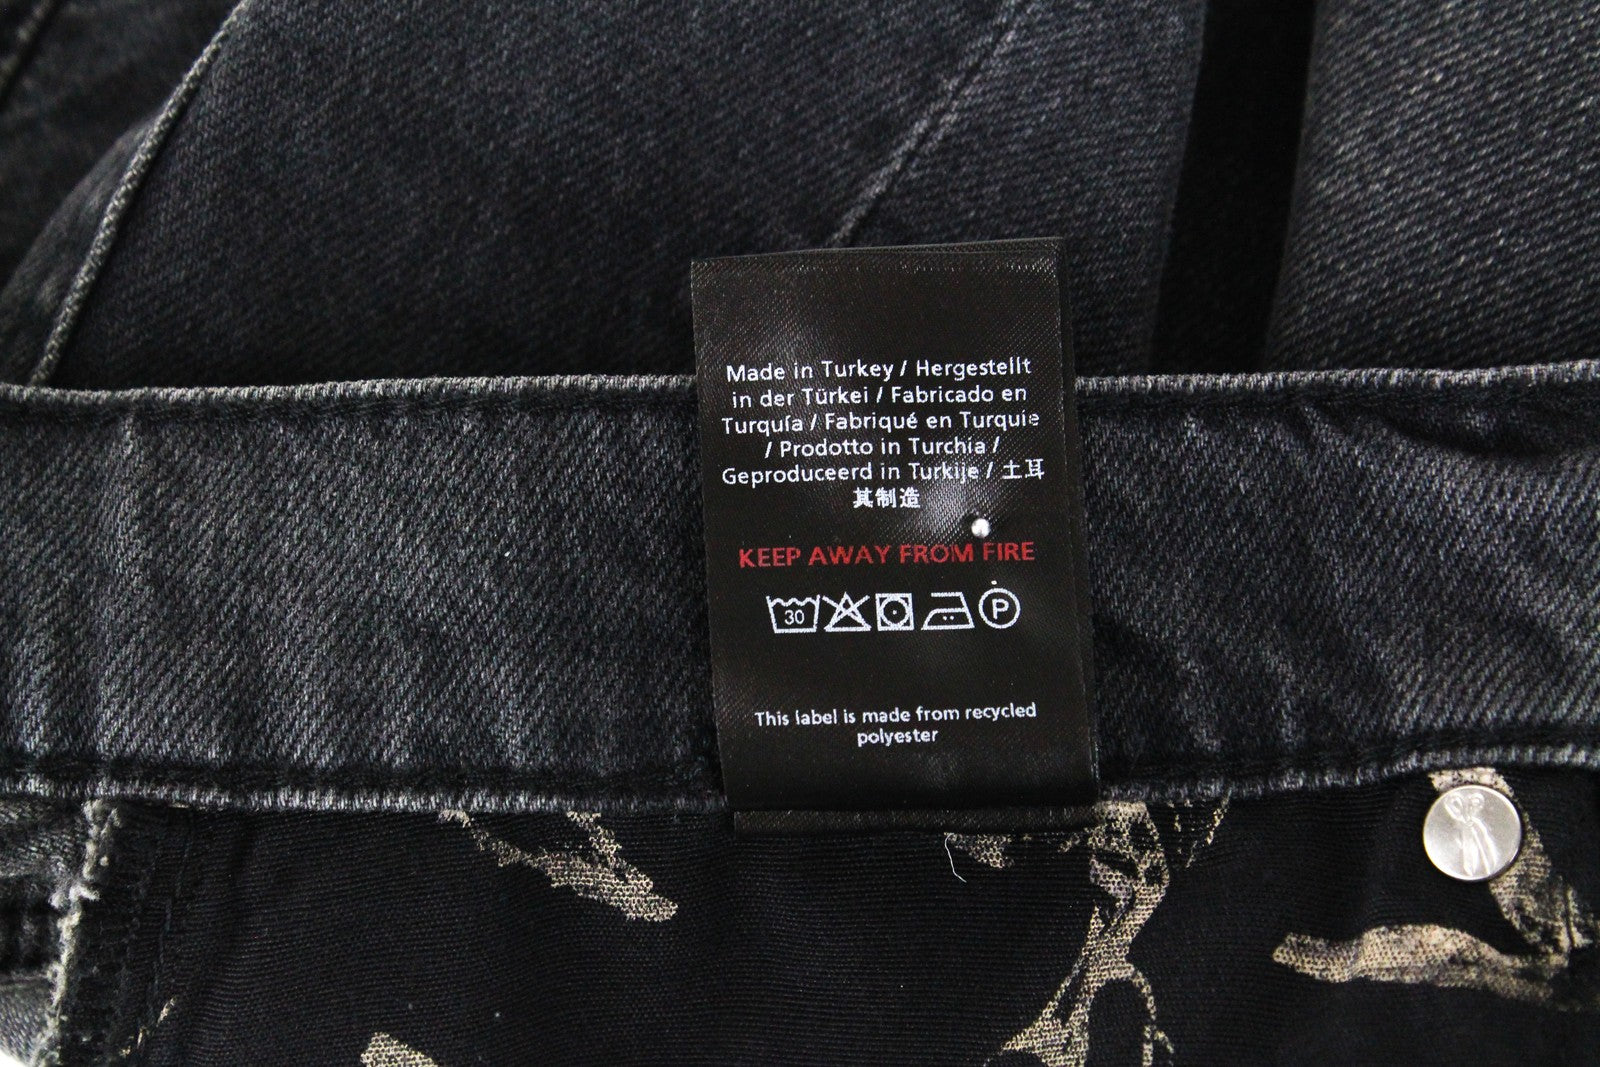 Made in Turkey / Hergestellt
in der Türkei / Fabricado en
Turquía / Fabriqué en Turquie
/ Prodotto in Turchia /
Geproduceerd in Turkije / 土耳
其制造
KEEP AWAY FROM FIRE
30 P
This label is made from recycled
polyester